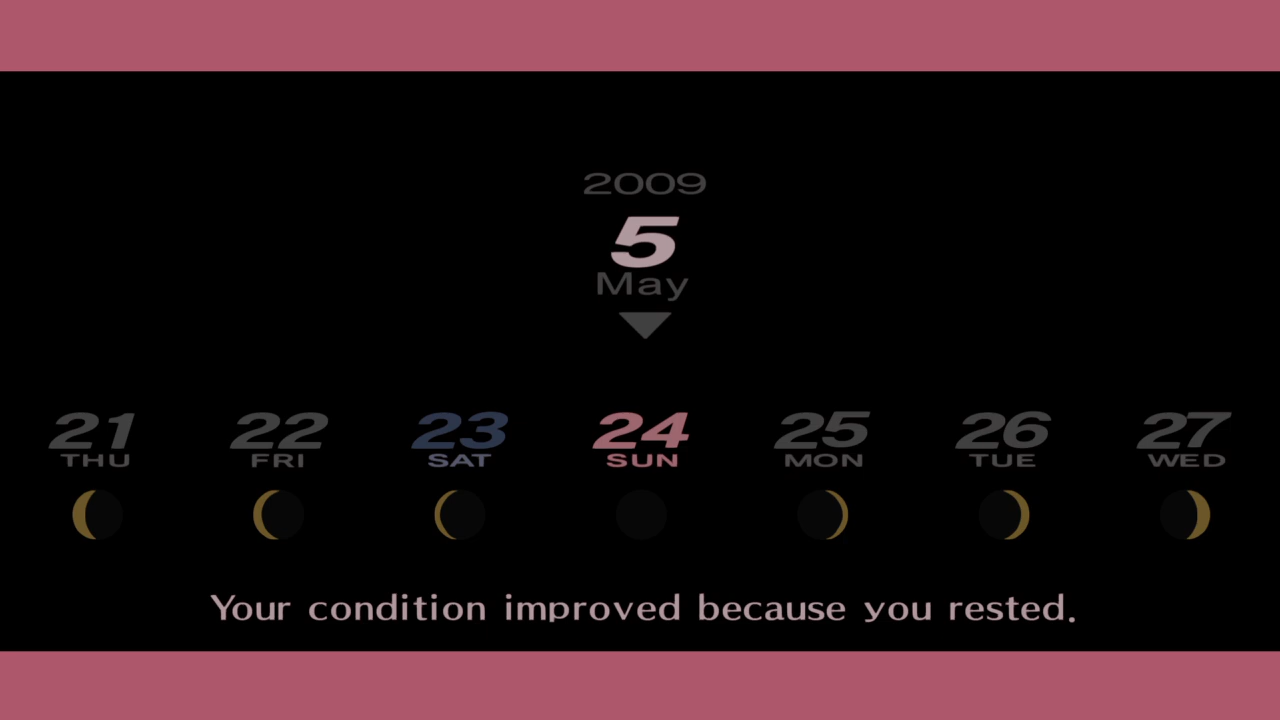 2009
5
May
21 22 23 24 25 26 27
THU FRI SAT SUN MON TUE WED
Your condition improved because you rested.